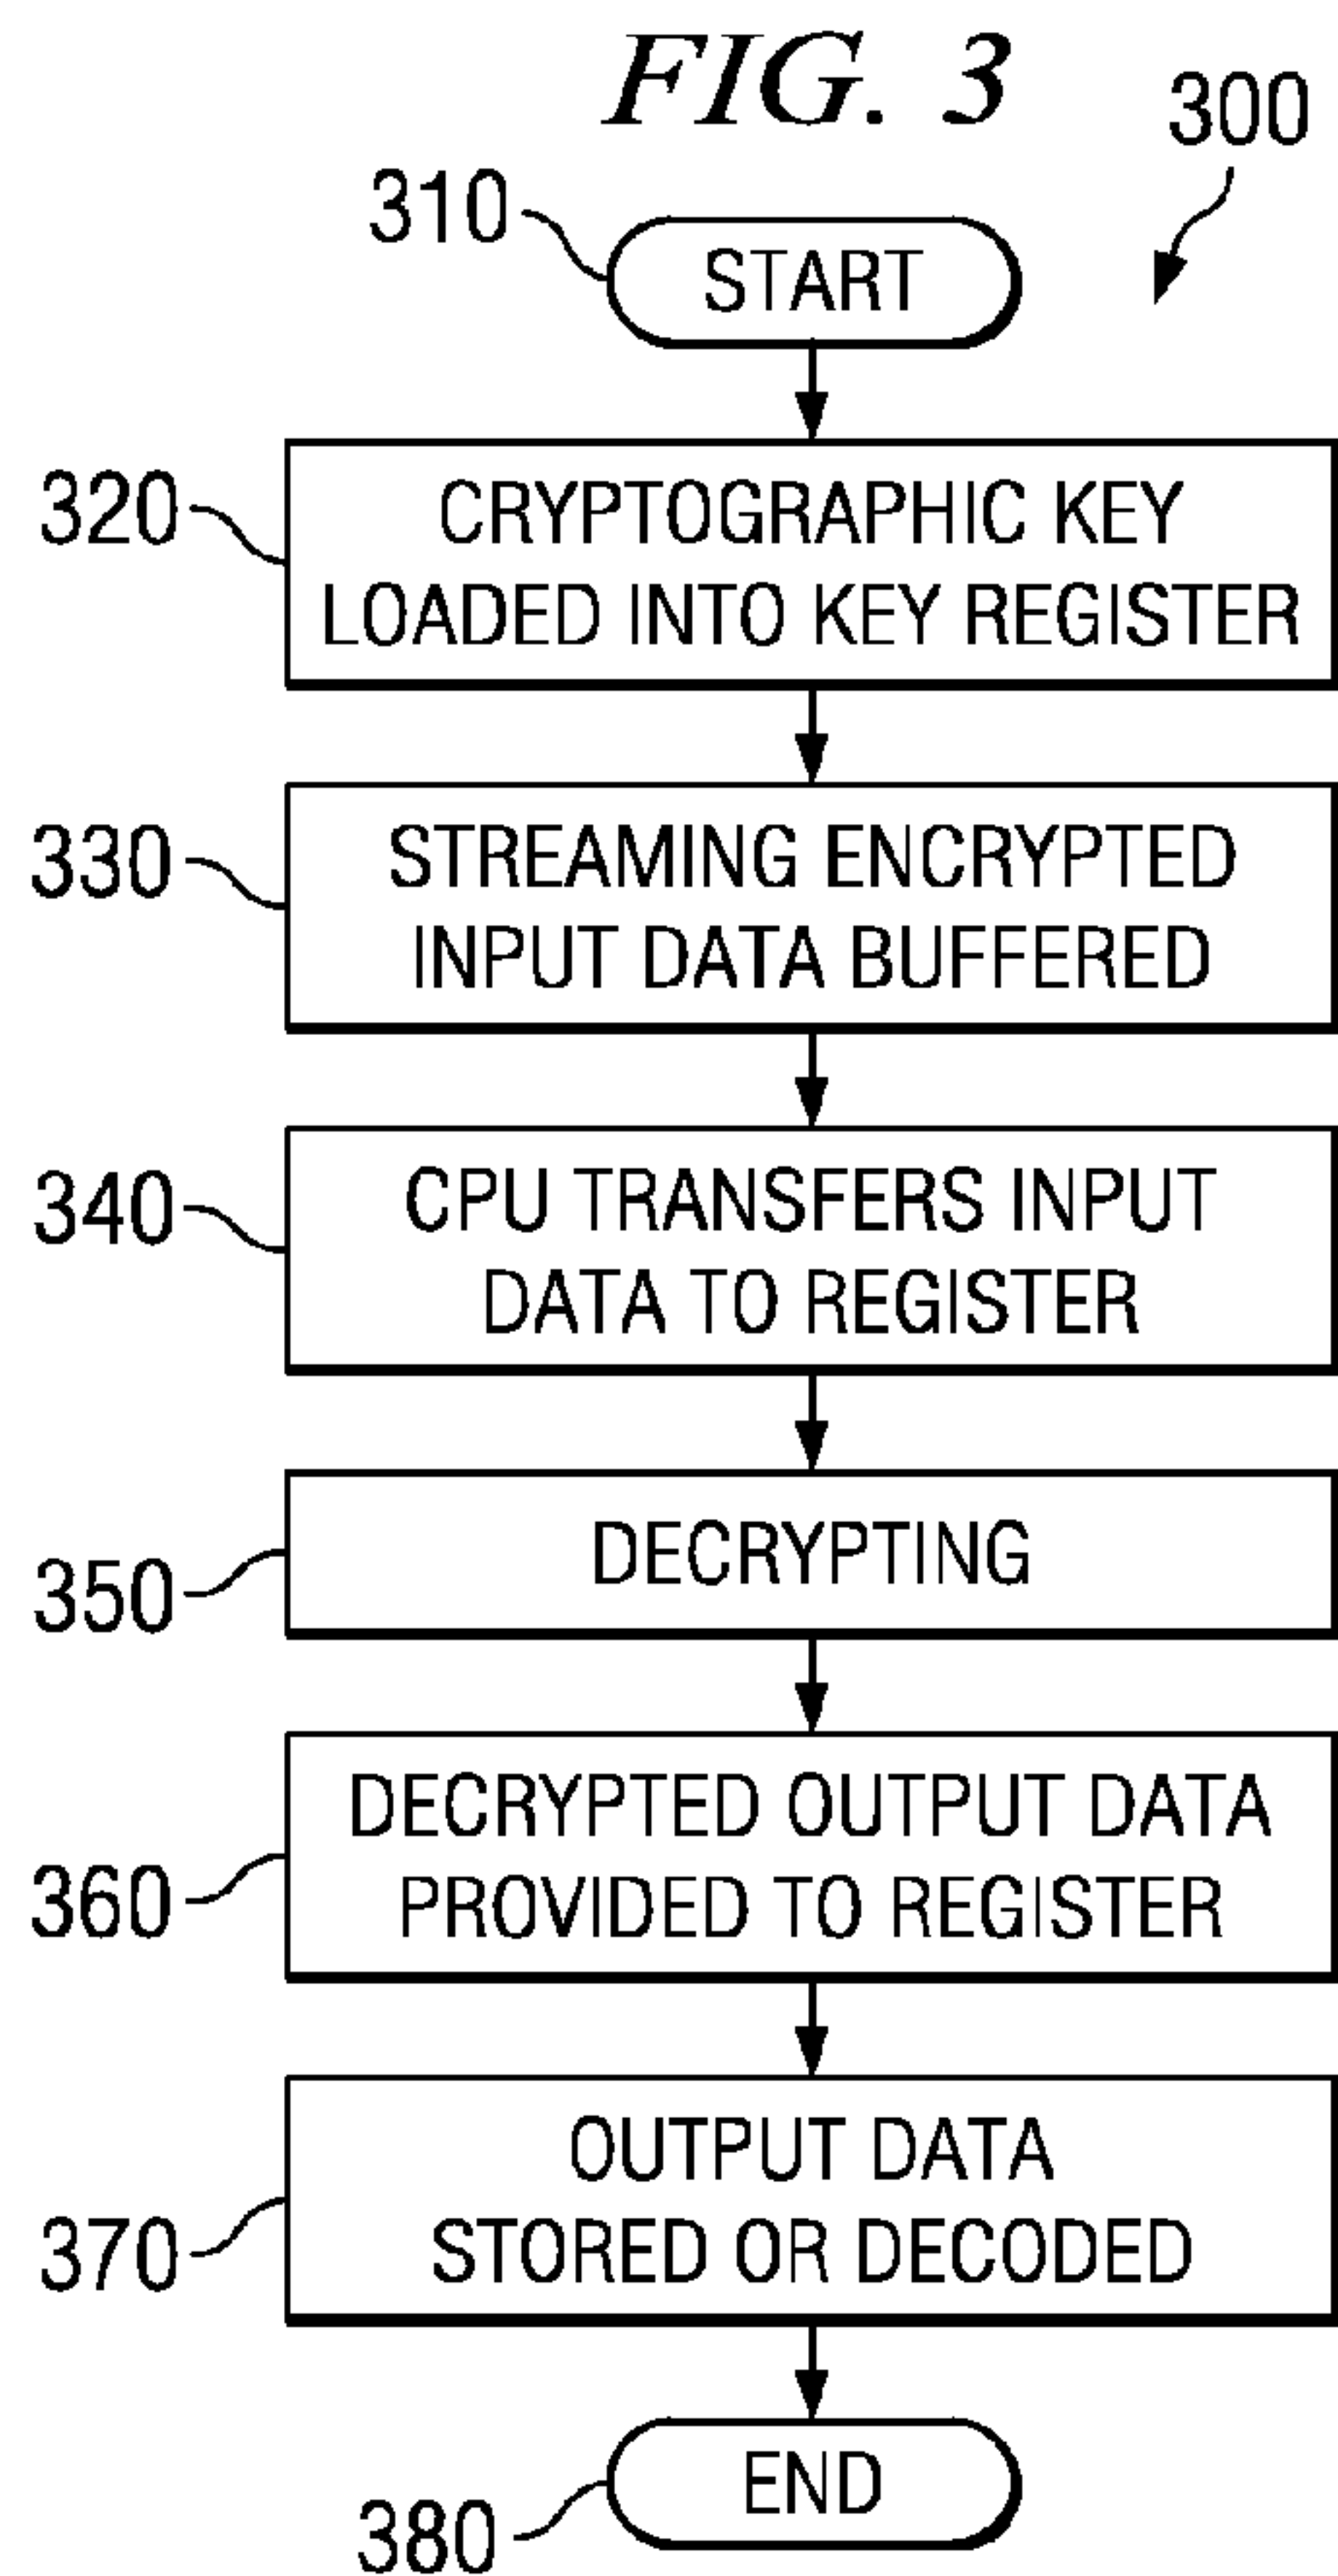 FIG. 3
300
310
START
320
CRYPTOGRAPHIC KEY
LOADED INTO KEY REGISTER
330
STREAMING ENCRYPTED
INPUT DATA BUFFERED
340
CPU TRANSFERS INPUT
DATA TO REGISTER
350
DECRYPTING
360
DECRYPTED OUTPUT DATA
PROVIDED TO REGISTER
370
OUTPUT DATA
STORED OR DECODED
380
END